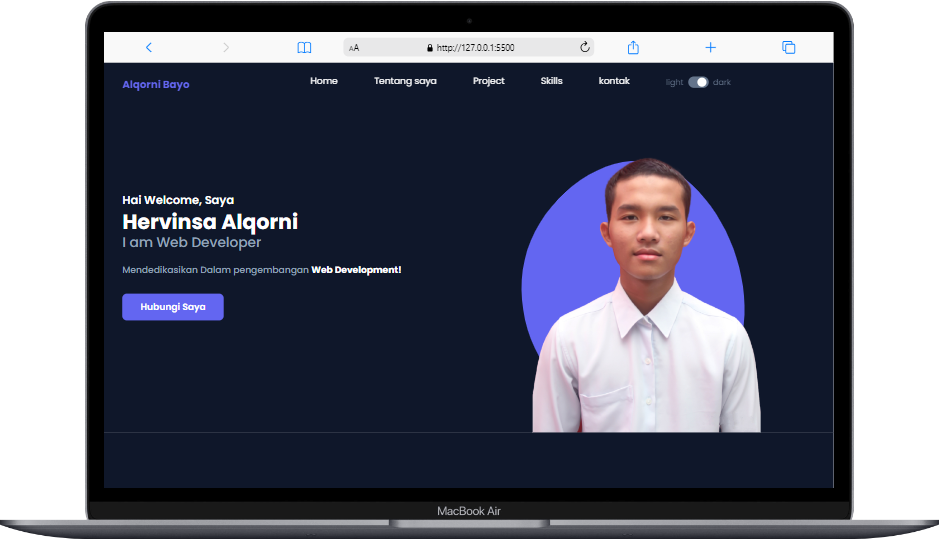 AA http://127.0.0.1:5500
Alqorni Bayo Home Tentang saya Project Skills kontak light dark
Hai Welcome, Saya
Hervinsa Alqorni
I am Web Developer
Mendedikasikan Dalam pengembangan Web Development!
Hubungi Saya
MacBook Air